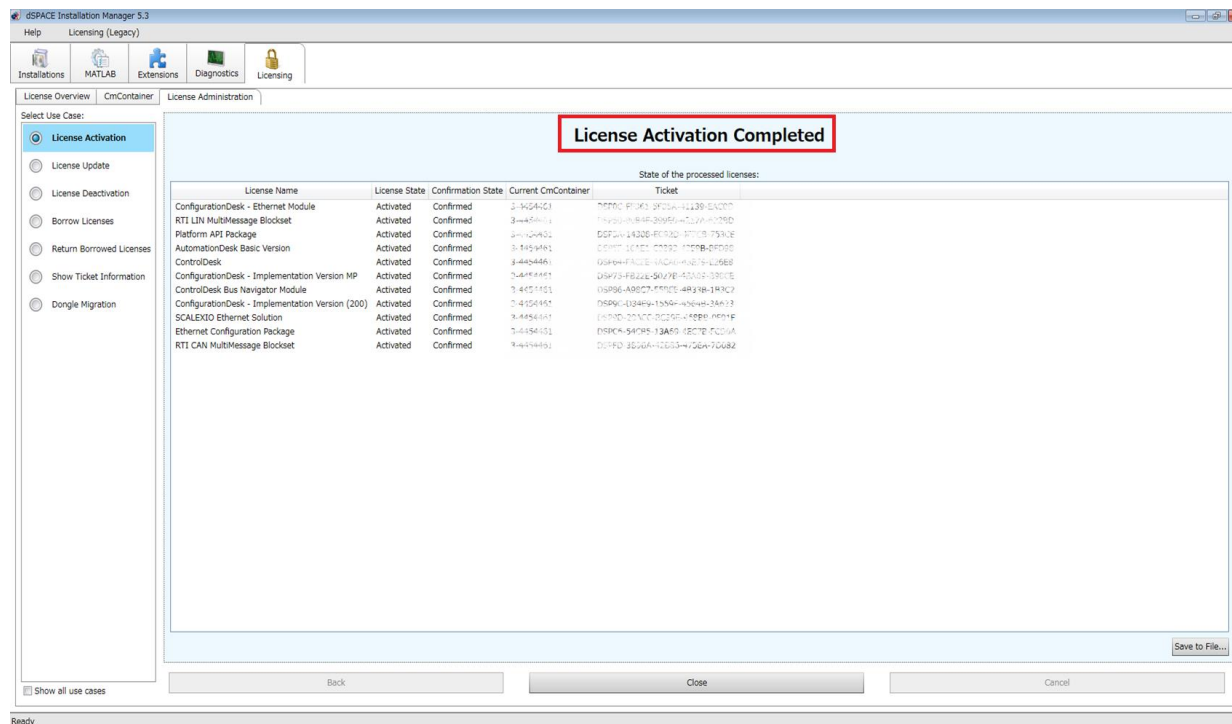 dSPACE Installation Manager 5.3
Help Licensing (Legacy)
Installations MATLAB Extensions Diagnostics Licensing
License Overview CmContainer License Administration
Select Use Case:
License Activation
License Update
License Deactivation
Borrow Licenses
Return Borrowed Licenses
Show Ticket Information
Dongle Migration
License Activation Completed
State of the processed licenses:
License Name License State Confirmation State Current CmContainer Ticket
ConfigurationDesk - Ethernet Module Activated Confirmed
RTI LIN MultiMessage Blockset Activated Confirmed
Platform API Package Activated Confirmed
AutomationDesk Basic Version Activated Confirmed
ControlDesk Activated Confirmed
ConfigurationDesk - Implementation Version MP Activated Confirmed
ControlDesk Bus Navigator Module Activated Confirmed
ConfigurationDesk - Implementation Version (200) Activated Confirmed
SCALEXIO Ethernet Solution Activated Confirmed
Ethernet Configuration Package Activated Confirmed
RTI CAN MultiMessage Blockset Activated Confirmed
Save to File...
Show all use cases
Back Close Cancel
Ready